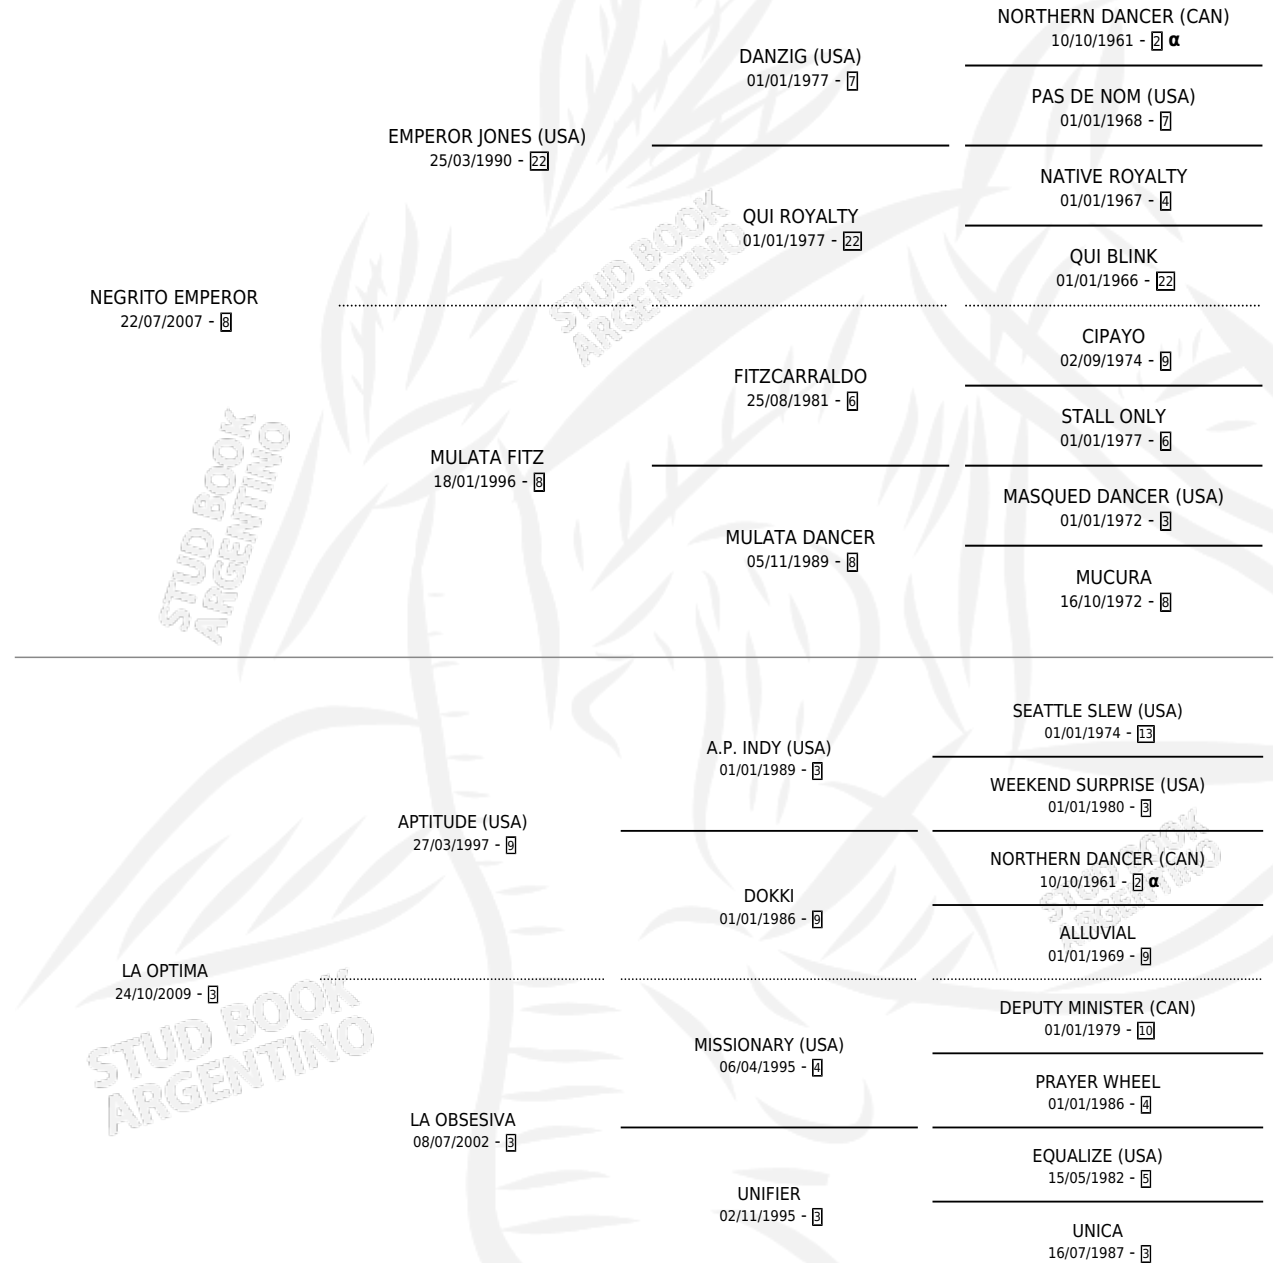 NORTHERN DANCER (CAN)
10/10/1961 - 2 α
DANZIG (USA)
01/01/1977 - 7
PAS DE NOM (USA)
01/01/1968 - 7
EMPEROR JONES (USA)
25/03/1990 - 22
NATIVE ROYALTY
01/01/1967 - 4
QUI ROYALTY
01/01/1977 - 22
QUI BLINK
01/01/1966 - 22
NEGRITO EMPEROR
22/07/2007 - 8
CIPAYO
02/09/1974 - 9
FITZCARRALDO
25/08/1981 - 6
STALL ONLY
01/01/1977 - 6
MULATA FITZ
18/01/1996 - 8
MASQUED DANCER (USA)
01/01/1972 - 3
MULATA DANCER
05/11/1989 - 8
MUCURA
16/10/1972 - 8
SEATTLE SLEW (USA)
01/01/1974 - 13
A.P. INDY (USA)
01/01/1989 - 3
WEEKEND SURPRISE (USA)
01/01/1980 - 3
APTITUDE (USA)
27/03/1997 - 9
NORTHERN DANCER (CAN)
10/10/1961 - 2 α
DOKKI
01/01/1986 - 9
ALLUVIAL
01/01/1969 - 9
LA OPTIMA
24/10/2009 - 3
DEPUTY MINISTER (CAN)
01/01/1979 - 10
MISSIONARY (USA)
06/04/1995 - 4
PRAYER WHEEL
01/01/1986 - 4
LA OBSESIVA
08/07/2002 - 3
EQUALIZE (USA)
15/05/1982 - 5
UNIFIER
02/11/1995 - 3
UNICA
16/07/1987 - 3
STUD BOOK
ARGENTINO
STUD BOOK
ARGENTINO
STUD BOOK
ARGENTINO
STUD BOOK
ARGENTINO